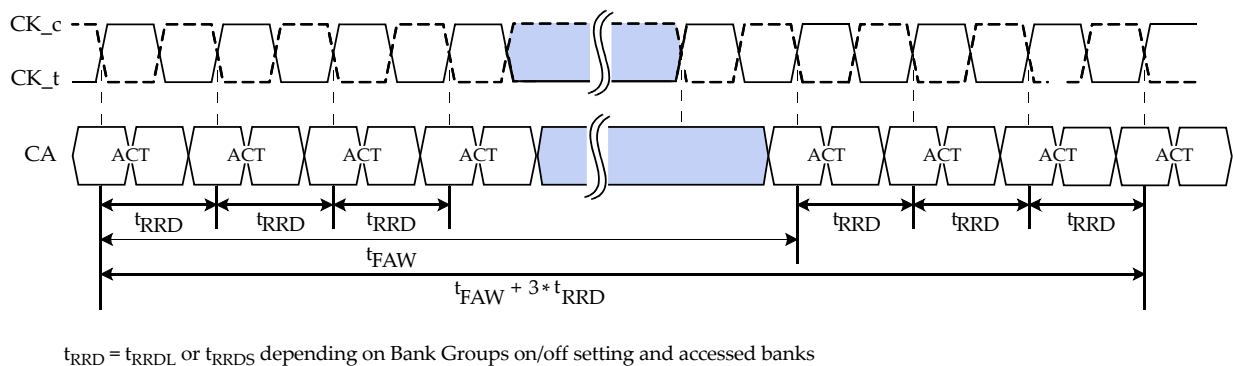 CK_c
CK_t
CA ACT ACT ACT ACT ACT ACT ACT ACT
tRRD tRRD tRRD tRRD tRRD tRRD
tFAW
tFAW + 3*tRRD
tRRD = tRRDL or tRRDS depending on Bank Groups on/off setting and accessed banks